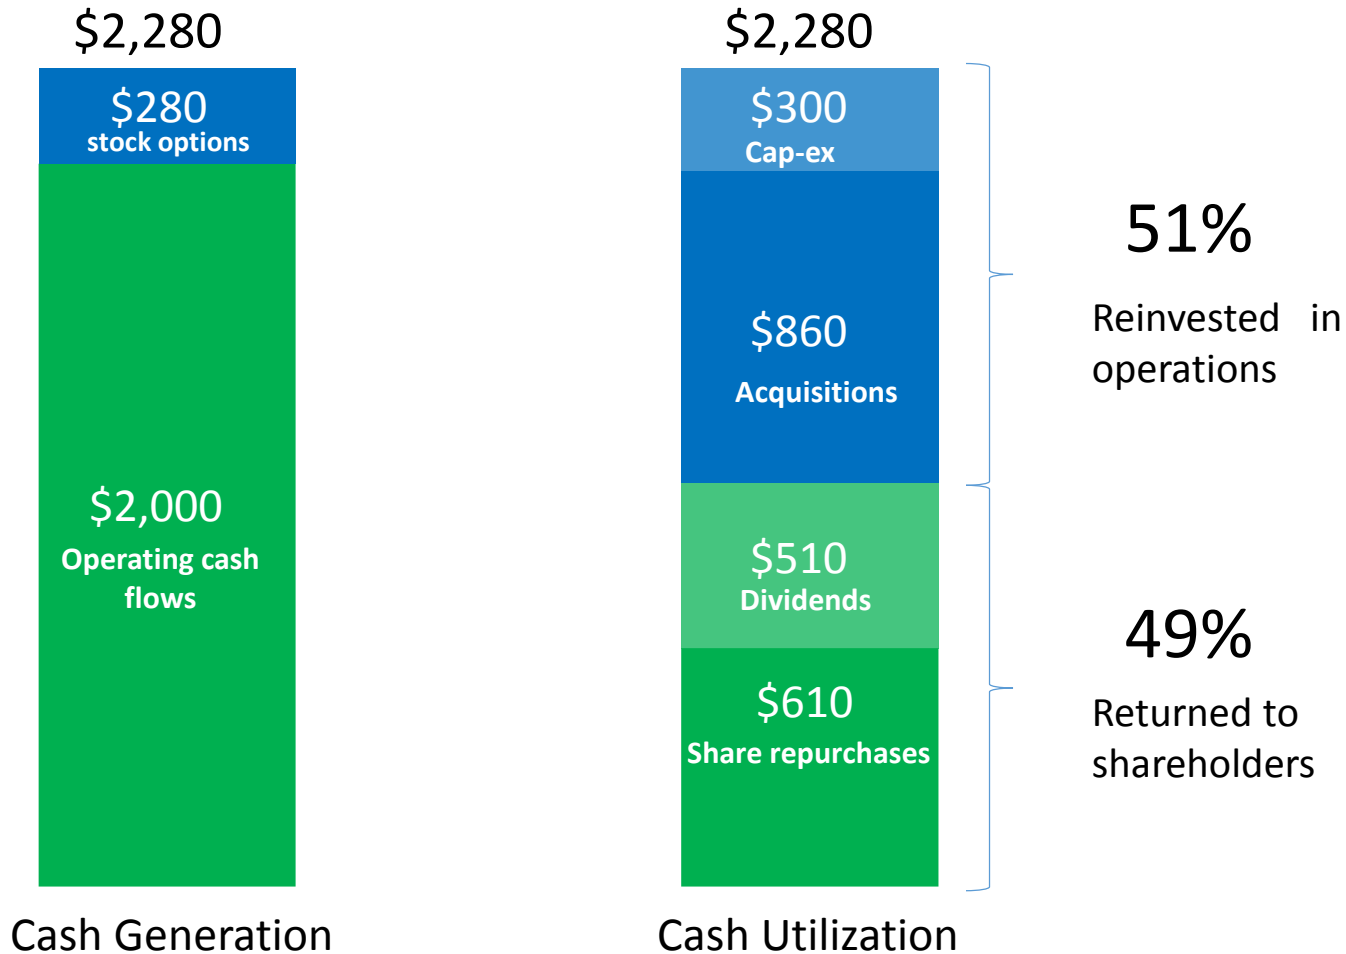 $2,280
$280
stock options
$2,000
Operating cash
flows
Cash Generation
$2,280
$300
Cap-ex
$860
Acquisitions
$510
Dividends
$610
Share repurchases
Cash Utilization
51%
Reinvested in
operations
49%
Returned to
shareholders